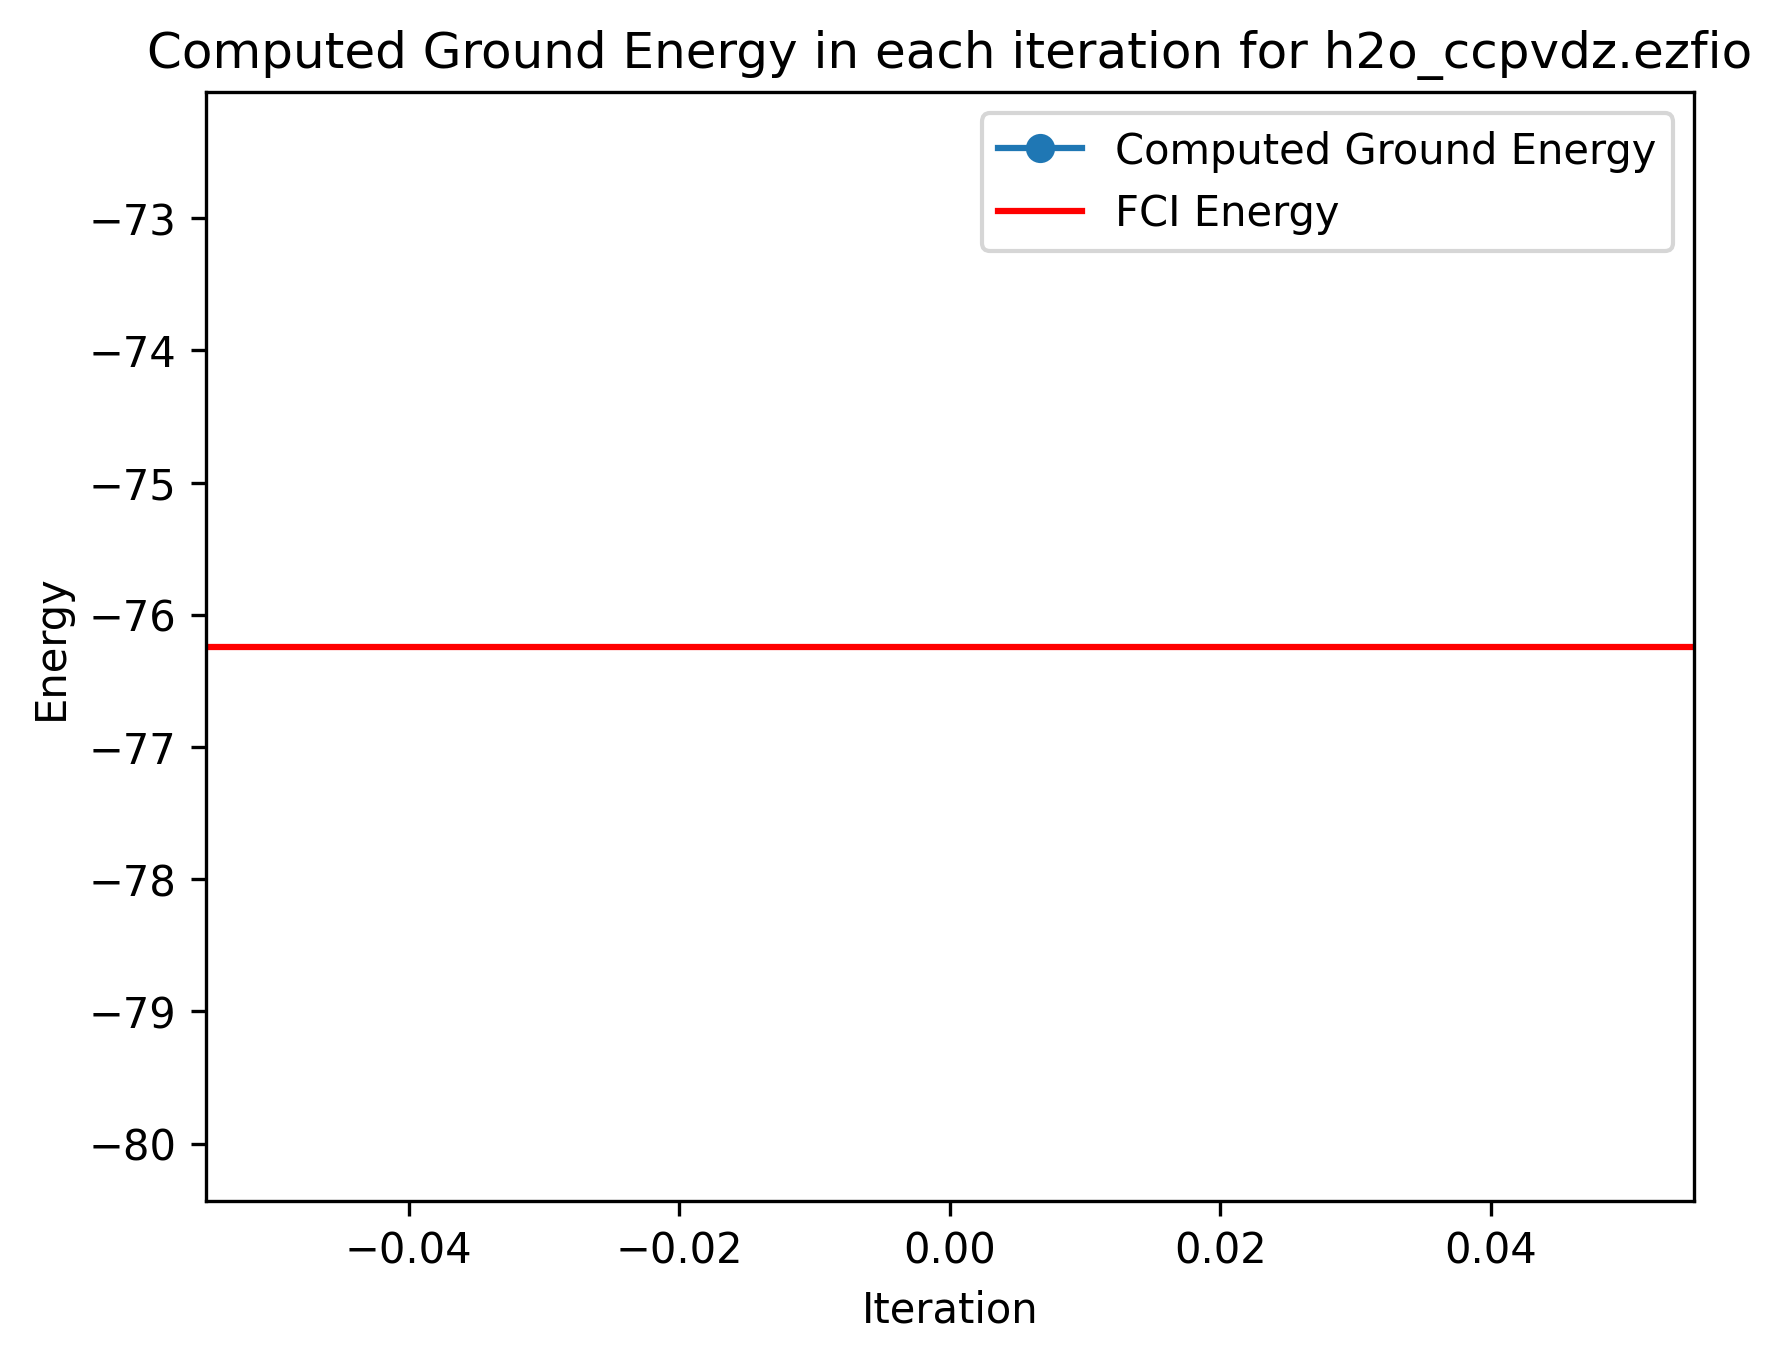 Computed Ground Energy in each iteration for h2o_ccpvdz.ezfio
Computed Ground Energy
FCI Energy
Energy
−73
−74
−75
−76
−77
−78
−79
−80
−0.04 −0.02 0.00 0.02 0.04
Iteration